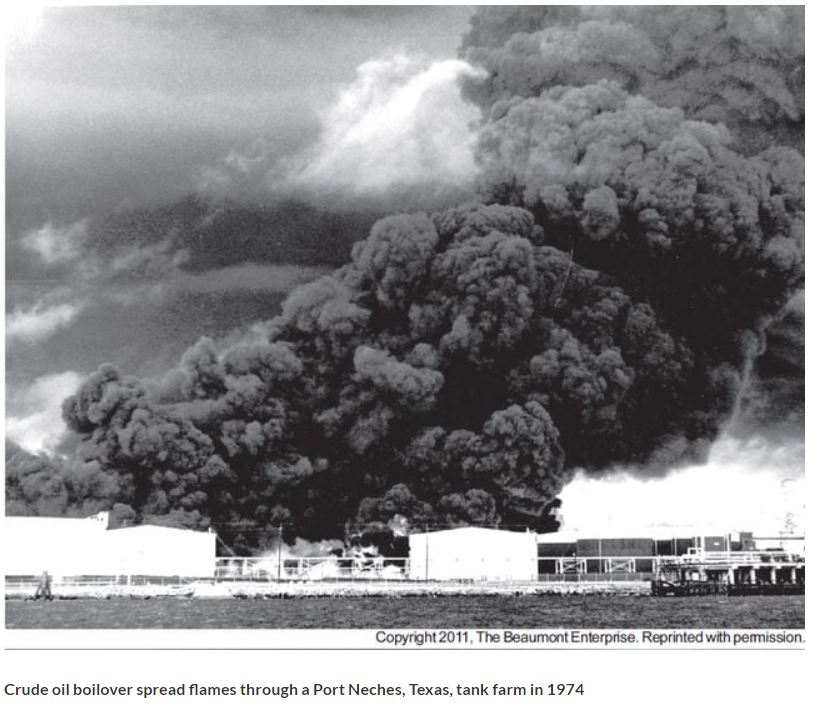 Copyright 2011, The Beaumont Enterprise. Reprinted with permission.
Crude oil boilover spread flames through a Port Neches, Texas, tank farm in 1974